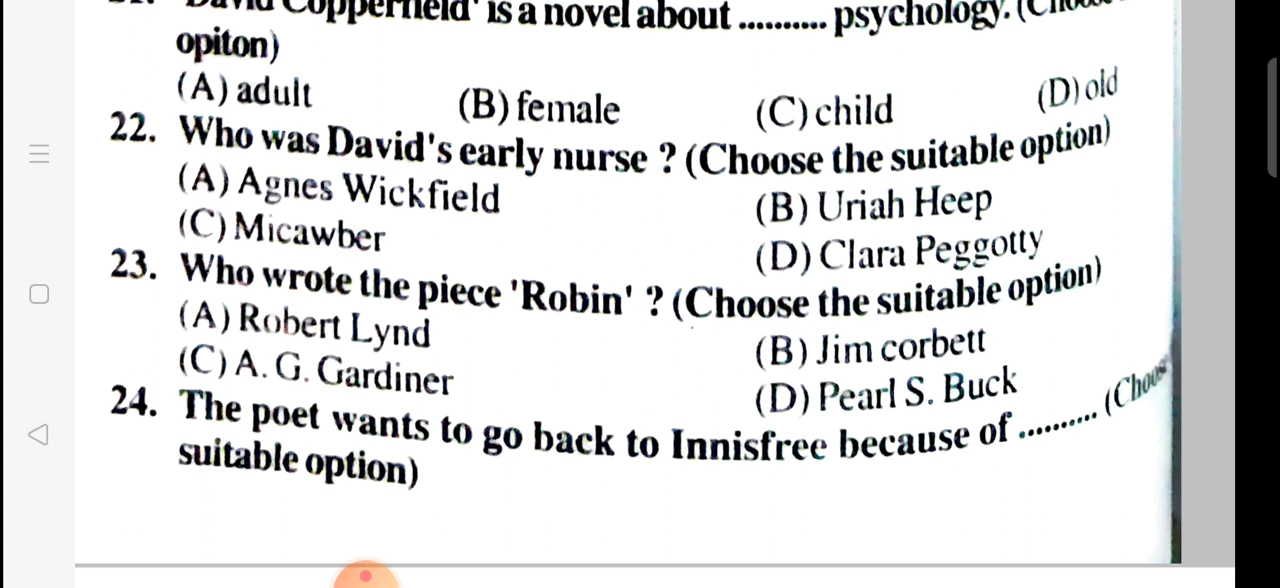 Copperfield' is a novel about .......... psychology.
opiton)
(A) adult (B) female (C) child (D) old
22. Who was David's early nurse ? (Choose the suitable option)
(A) Agnes Wickfield (B) Uriah Heep
(C) Micawber (D) Clara Peggotty
23. Who wrote the piece 'Robin' ? (Choose the suitable option)
(A) Robert Lynd (B) Jim corbett
(C) A. G. Gardiner (D) Pearl S. Buck
24. The poet wants to go back to Innisfree because of .......... (Choose
suitable option)